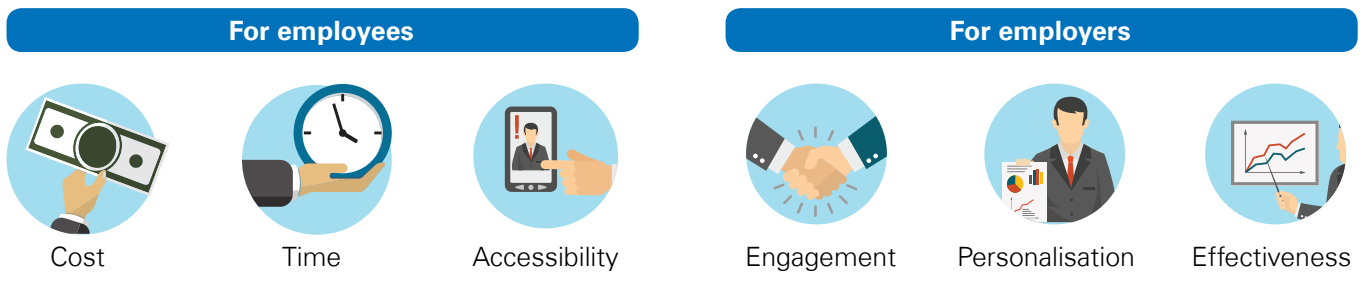 For employees
For employers
Cost
Time
Accessibility
Engagement
Personalisation
Effectiveness